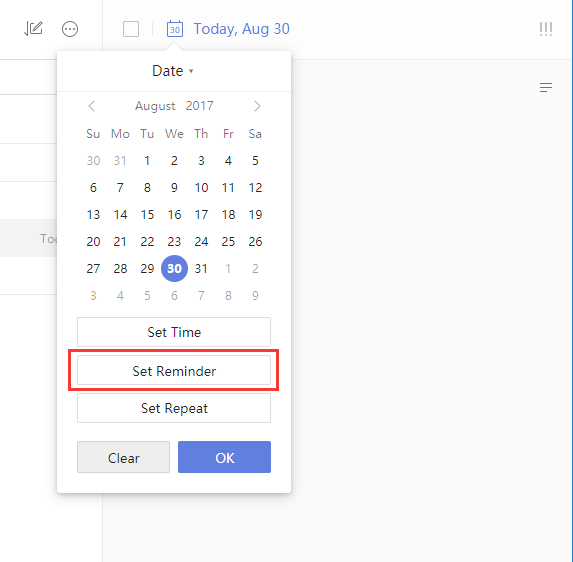 30 Today, Aug 30
Date
August 2017
Su Mo Tu We Th Fr Sa
30 31 1 2 3 4 5
6 7 8 9 10 11 12
13 14 15 16 17 18 19
20 21 22 23 24 25 26
27 28 29 30 31 1 2
3 4 5 6 7 8 9
Set Time
Set Reminder
Set Repeat
Clear OK